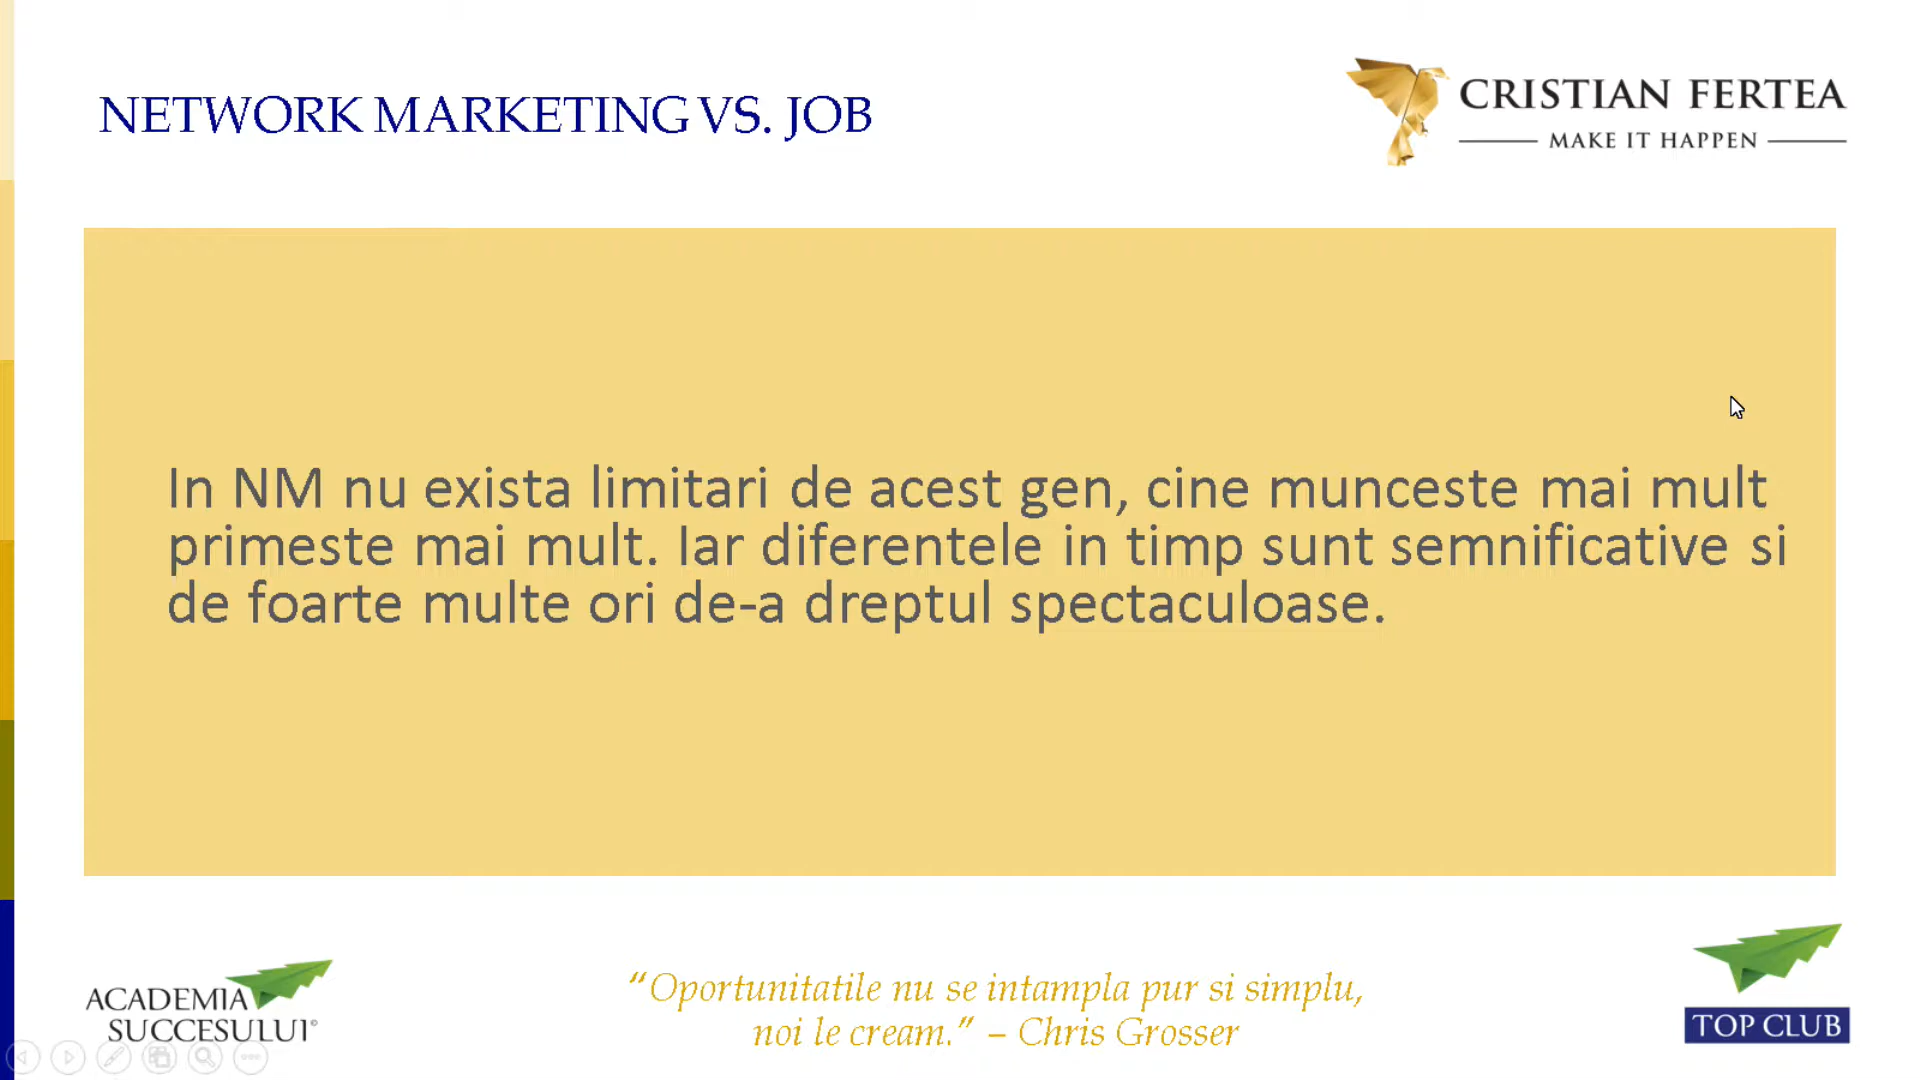 NETWORK MARKETING VS. JOB
CRISTIAN FERTEA
MAKE IT HAPPEN
In NM nu exista limitari de acest gen, cine munceste mai mult
primeste mai mult. Iar diferentele in timp sunt semnificative si
de foarte multe ori de-a dreptul spectaculoase.
ACADEMIA
SUCCESULUI©
“Oportunitatile nu se intampla pur si simplu,
noi le cream.” – Chris Grosser
TOP CLUB